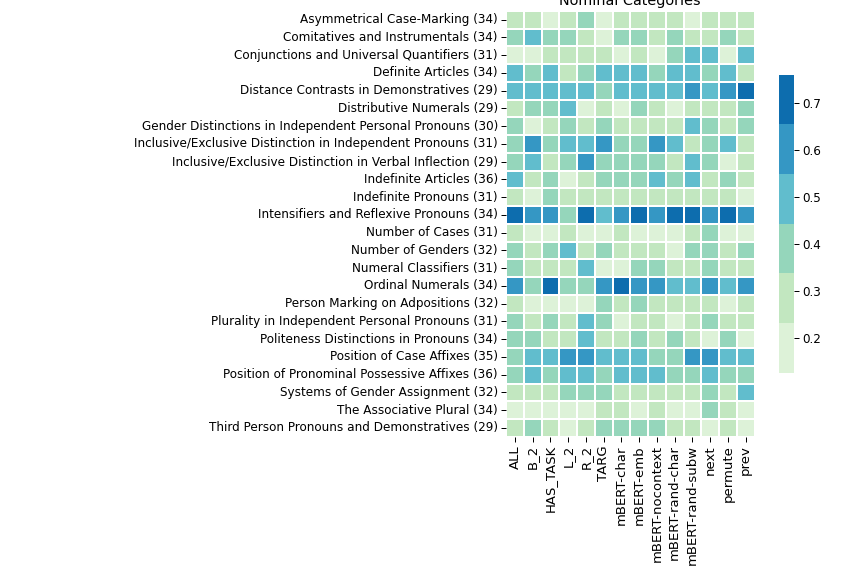 Nominal Categories
Asymmetrical Case-Marking (34)
Comitatives and Instrumentals (34)
Conjunctions and Universal Quantifiers (31)
Definite Articles (34)
Distance Contrasts in Demonstratives (29)
Distributive Numerals (29)
Gender Distinctions in Independent Personal Pronouns (30)
Inclusive/Exclusive Distinction in Independent Pronouns (31)
Inclusive/Exclusive Distinction in Verbal Inflection (29)
Indefinite Articles (36)
Indefinite Pronouns (31)
Intensifiers and Reflexive Pronouns (34)
Number of Cases (31)
Number of Genders (32)
Numeral Classifiers (31)
Ordinal Numerals (34)
Person Marking on Adpositions (32)
Plurality in Independent Personal Pronouns (31)
Politeness Distinctions in Pronouns (34)
Position of Case Affixes (35)
Position of Pronominal Possessive Affixes (36)
Systems of Gender Assignment (32)
The Associative Plural (34)
Third Person Pronouns and Demonstratives (29)
ALL
B_2
HAS_TASK
L_2
R_2
TARG
mBERT-char
mBERT-emb
mBERT-nocontext
mBERT-rand-char
mBERT-rand-subw
next
permute
prev
0.7
0.6
0.5
0.4
0.3
0.2